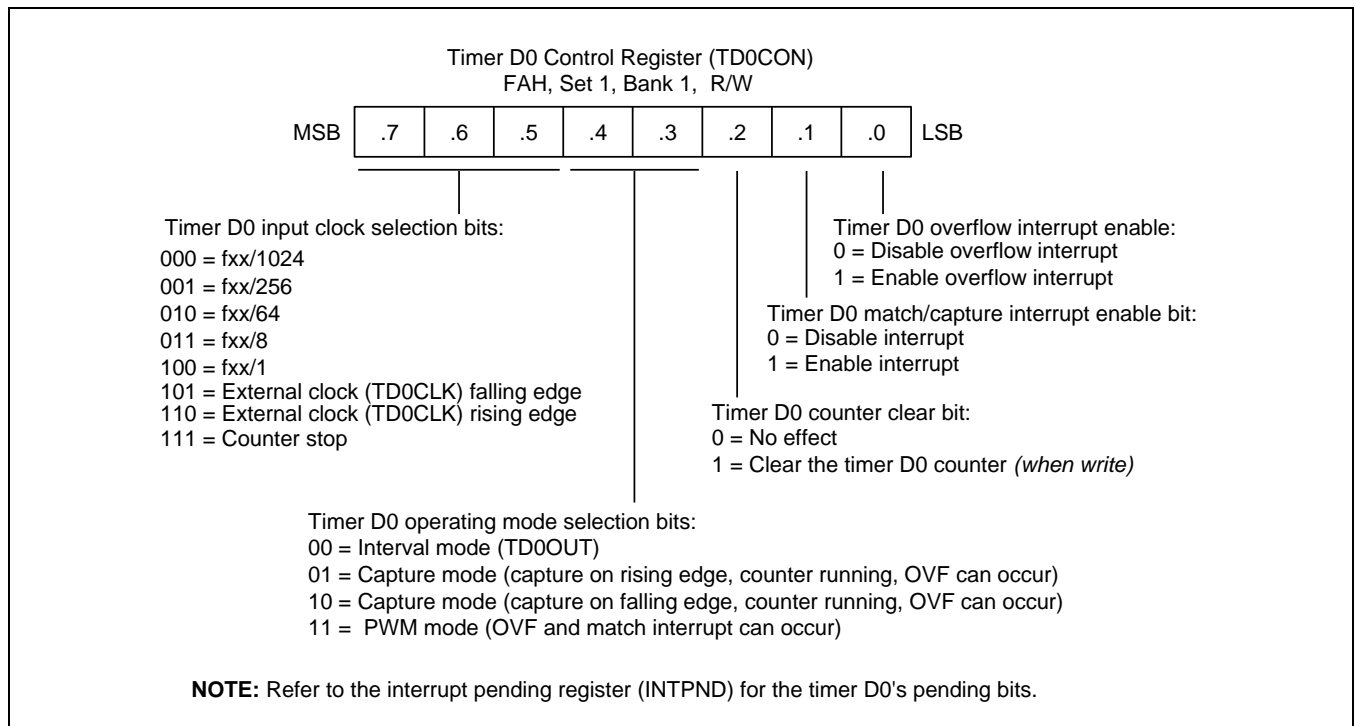 Timer D0 Control Register (TD0CON)
FAH, Set 1, Bank 1, R/W
MSB .7 .6 .5 .4 .3 .2 .1 .0 LSB
Timer D0 input clock selection bits:
000 = fxx/1024
001 = fxx/256
010 = fxx/64
011 = fxx/8
100 = fxx/1
101 = External clock (TD0CLK) falling edge
110 = External clock (TD0CLK) rising edge
111 = Counter stop
Timer D0 overflow interrupt enable:
0 = Disable overflow interrupt
1 = Enable overflow interrupt
Timer D0 match/capture interrupt enable bit:
0 = Disable interrupt
1 = Enable interrupt
Timer D0 counter clear bit:
0 = No effect
1 = Clear the timer D0 counter (when write)
Timer D0 operating mode selection bits:
00 = Interval mode (TD0OUT)
01 = Capture mode (capture on rising edge, counter running, OVF can occur)
10 = Capture mode (capture on falling edge, counter running, OVF can occur)
11 = PWM mode (OVF and match interrupt can occur)
NOTE: Refer to the interrupt pending register (INTPND) for the timer D0's pending bits.